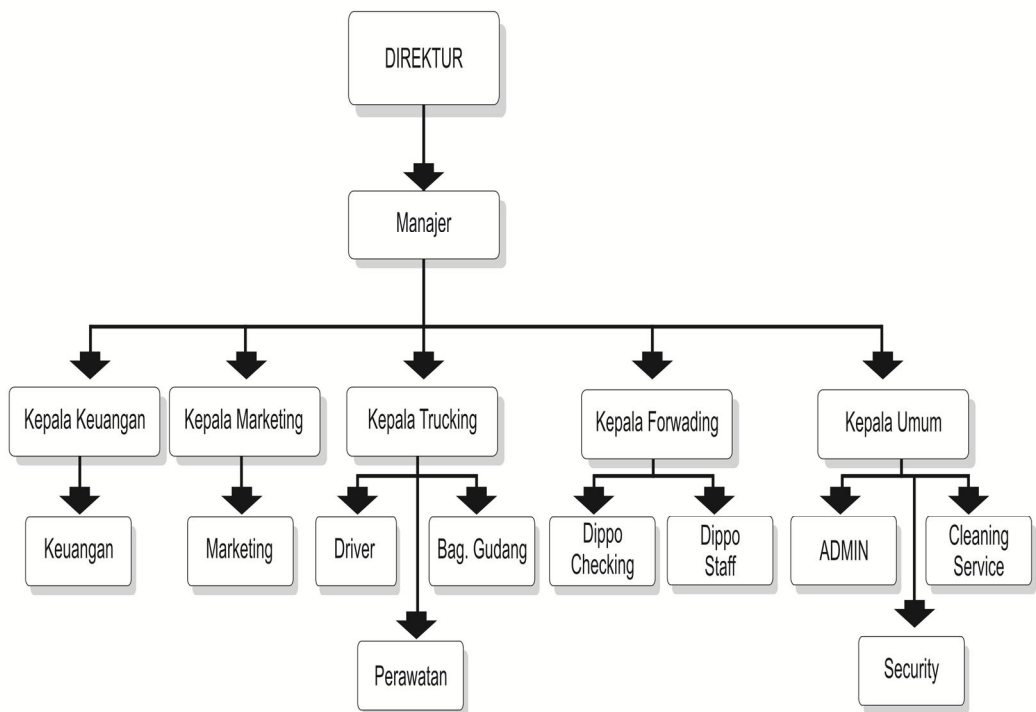 DIREKTUR
Manajer
Kepala Keuangan
Kepala Marketing
Kepala Trucking
Kepala Forwading
Kepala Umum
Keuangan
Marketing
Driver
Bag. Gudang
Dippo
Checking
Dippo
Staff
ADMIN
Cleaning
Service
Perawatan
Security